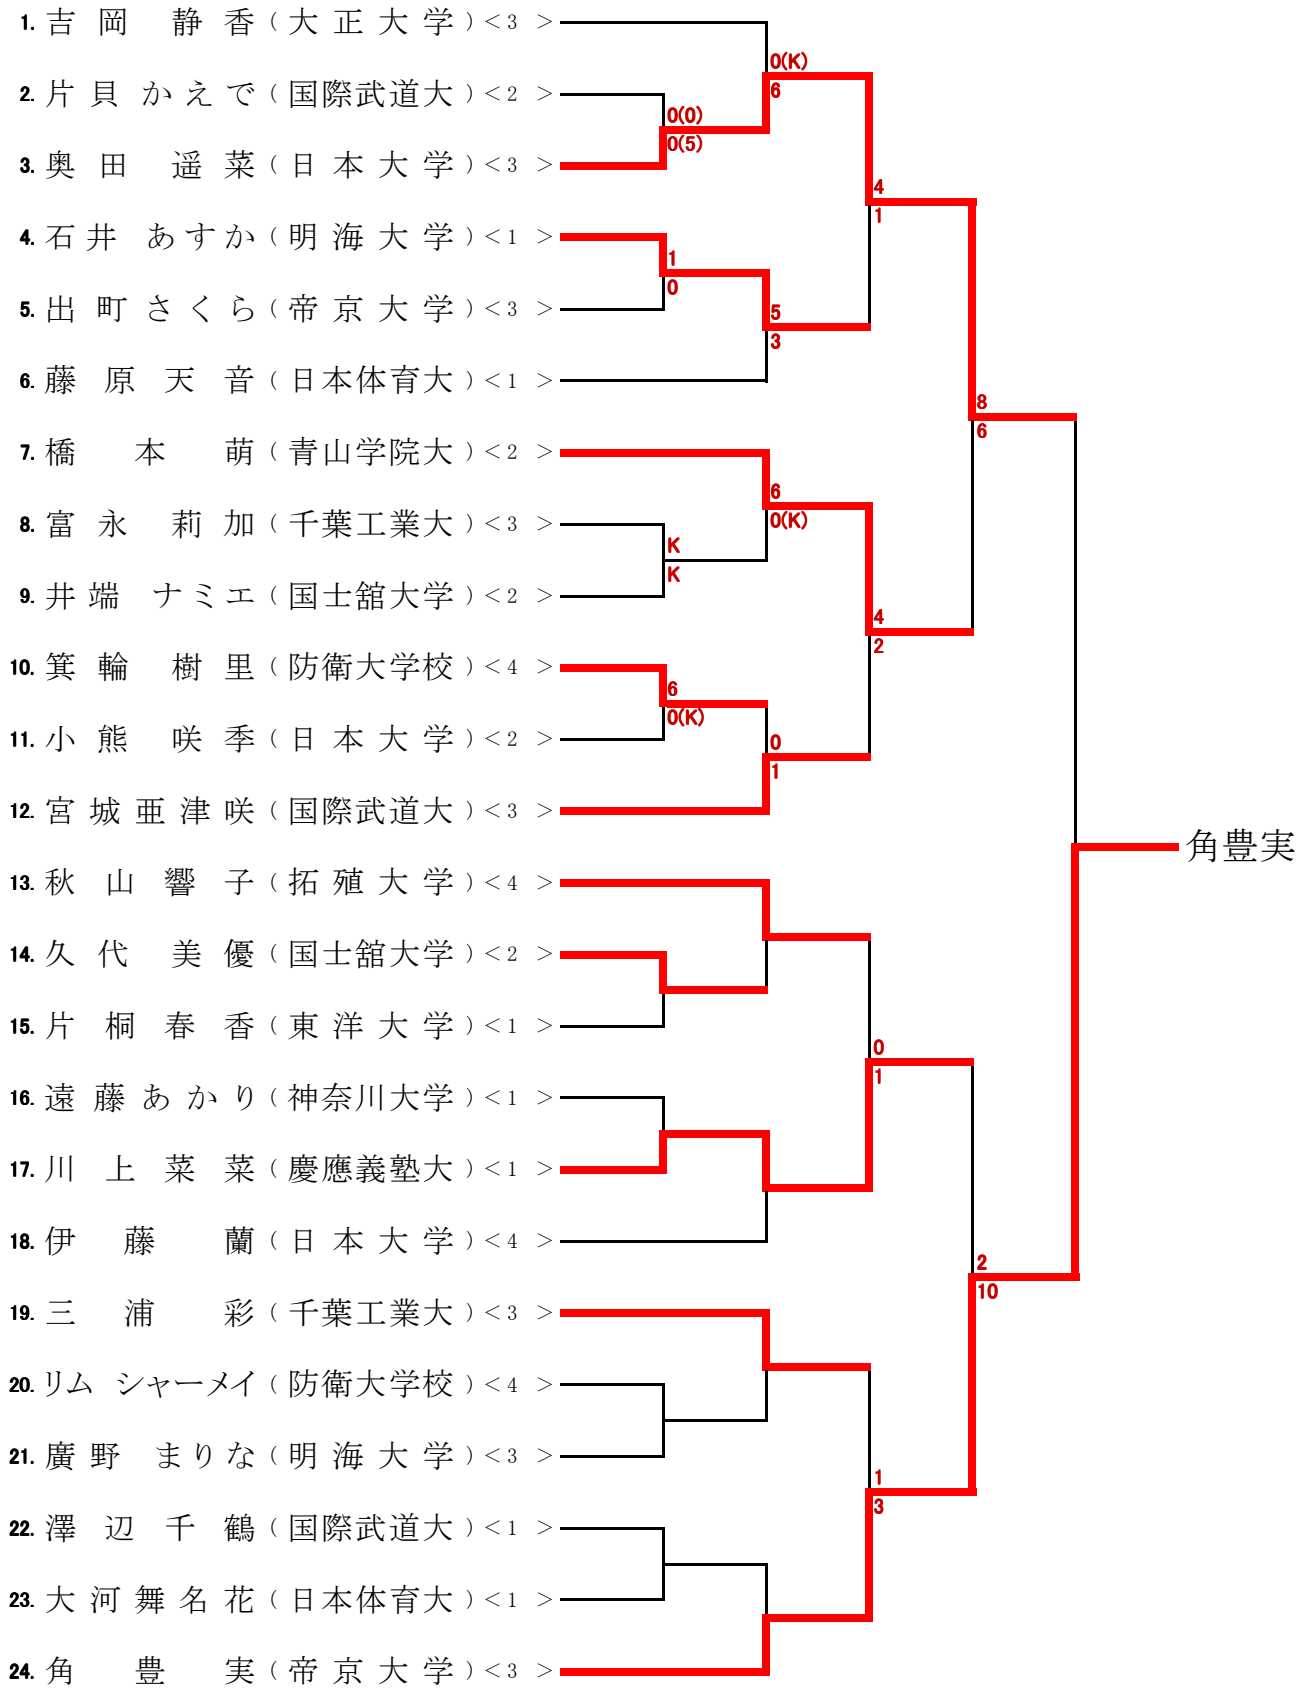 1. 吉岡 静香（大正大学）<3 >
0(K)
6
2. 片貝 かえで（国際武道大）<2 >
0(0)
0(5)
3. 奥田 遥菜（日本大学）<3 >
4
1
4. 石井 あすか（明海大学）<1 >
1
0
5. 出町さくら（帝京大学）<3 >
5
3
6. 藤原天音（日本体育大）<1 >
8
6
7. 橋本 萌（青山学院大）<2 >
6
0(K)
8. 富永 莉加（千葉工業大）<3 >
K
K
9. 井端 ナミエ（国士舘大学）<2 >
4
2
10. 箕輪 樹里（防衛大学校）<4 >
6
0(K)
11. 小熊 咲季（日本大学）<2 >
0
1
12. 宮城亜津咲（国際武道大）<3 >
角豊実
13. 秋山響子（拓殖大学）<4 >
14. 久代 美優（国士舘大学）<2 >
15. 片桐春香（東洋大学）<1 >
0
1
16. 遠藤あかり（神奈川大学）<1 >
17. 川上菜菜（慶應義塾大）<1 >
18. 伊藤 蘭（日本大学）<4 >
2
10
19. 三浦 彩（千葉工業大）<3 >
20. リム シャーメイ（防衛大学校）<4 >
21. 廣野 まりな（明海大学）<3 >
1
3
22. 澤辺千鶴（国際武道大）<1 >
23. 大河舞名花（日本体育大）<1 >
24. 角豊実（帝京大学）<3 >